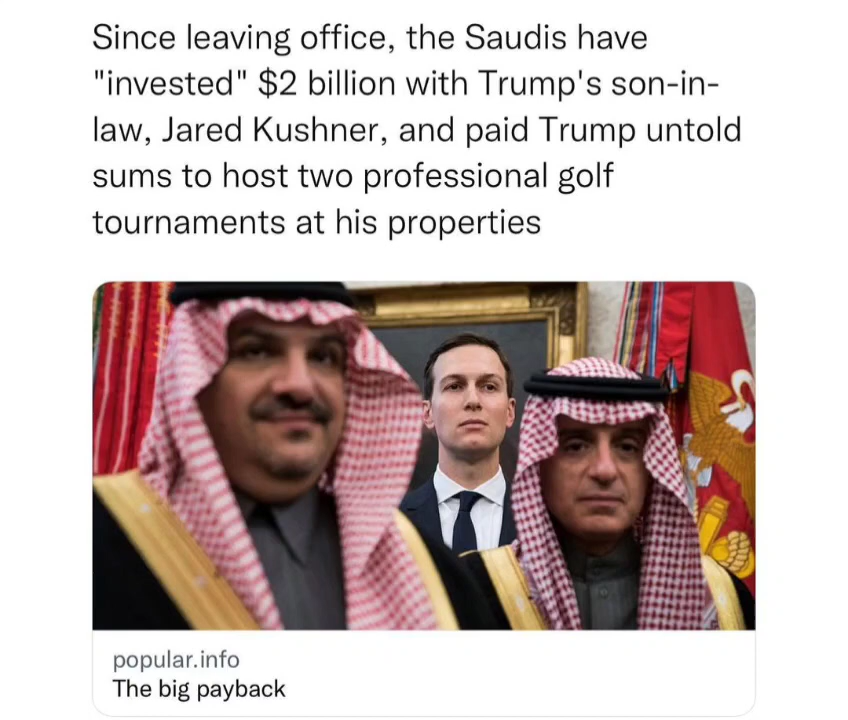 Since leaving office, the Saudis have
"invested" $2 billion with Trump's son-in-
law, Jared Kushner, and paid Trump untold
sums to host two professional golf
tournaments at his properties
popular.info
The big payback